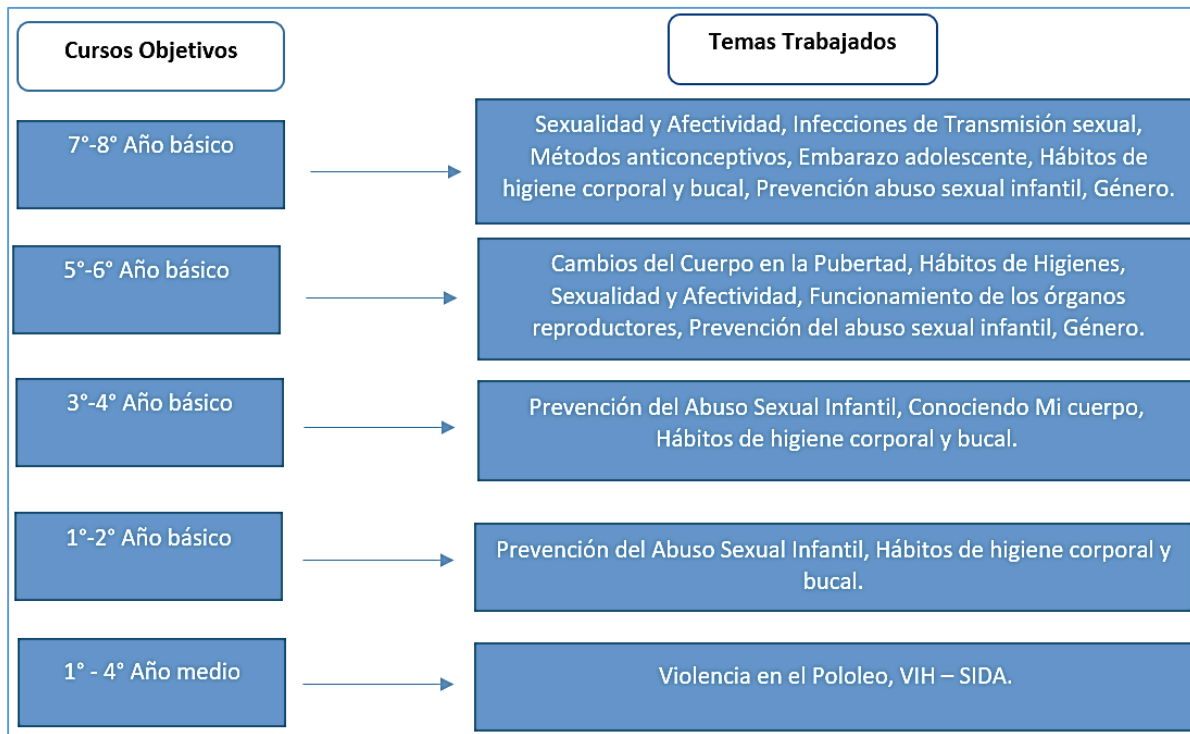 Cursos Objetivos
Temas Trabajados
7°-8° Año básico
Sexualidad y Afectividad, Infecciones de Transmisión sexual,
Métodos anticonceptivos, Embarazo adolescente, Hábitos de
higiene corporal y bucal, Prevención abuso sexual infantil, Género.
5°-6° Año básico
Cambios del Cuerpo en la Pubertad, Hábitos de Higienes,
Sexualidad y Afectividad, Funcionamiento de los órganos
reproductores, Prevención del abuso sexual infantil, Género.
3°-4° Año básico
Prevención del Abuso Sexual Infantil, Conociendo Mi cuerpo,
Hábitos de higiene corporal y bucal.
1°-2° Año básico
Prevención del Abuso Sexual Infantil, Hábitos de higiene corporal y
bucal.
1° - 4° Año medio
Violencia en el Pololeo, VIH – SIDA.